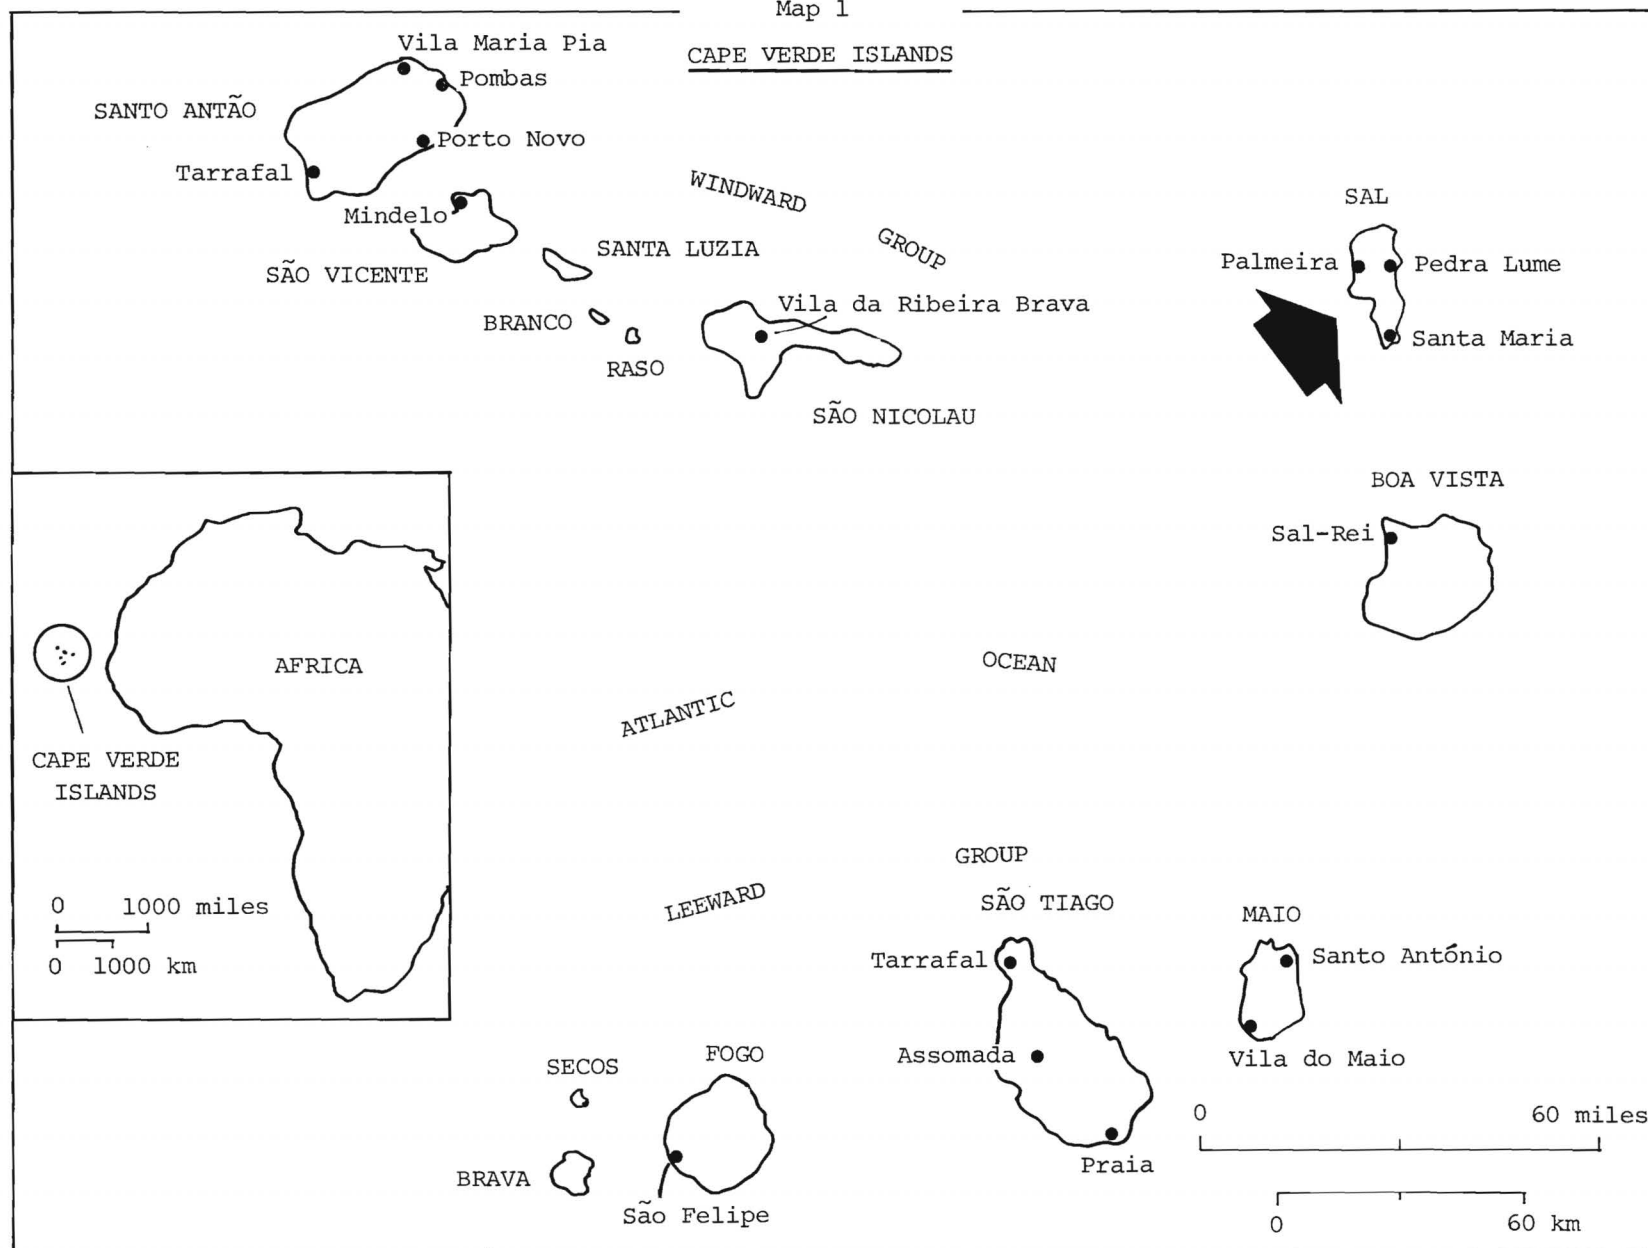 Map 1
CAPE VERDE ISLANDS
Vila Maria Pia
Pombas
SANTO ANTÃO
Porto Novo
Tarrafal
Mindelo
SÃO VICENTE
SANTA LUZIA
BRANCO
RASO
WINDWARD
GROUP
Vila da Ribeira Brava
SÃO NICOLAU
SAL
Palmeira
Pedra Lume
Santa Maria
BOA VISTA
Sal-Rei
AFRICA
CAPE VERDE
ISLANDS
0 1000 miles
0 1000 km
ATLANTIC
OCEAN
LEEWARD
GROUP
SÃO TIAGO
Tarrafal
Assomada
Praia
MAIO
Santo António
Vila do Maio
SECOS
FOGO
BRAVA
São Felipe
0 60 miles
0 60 km